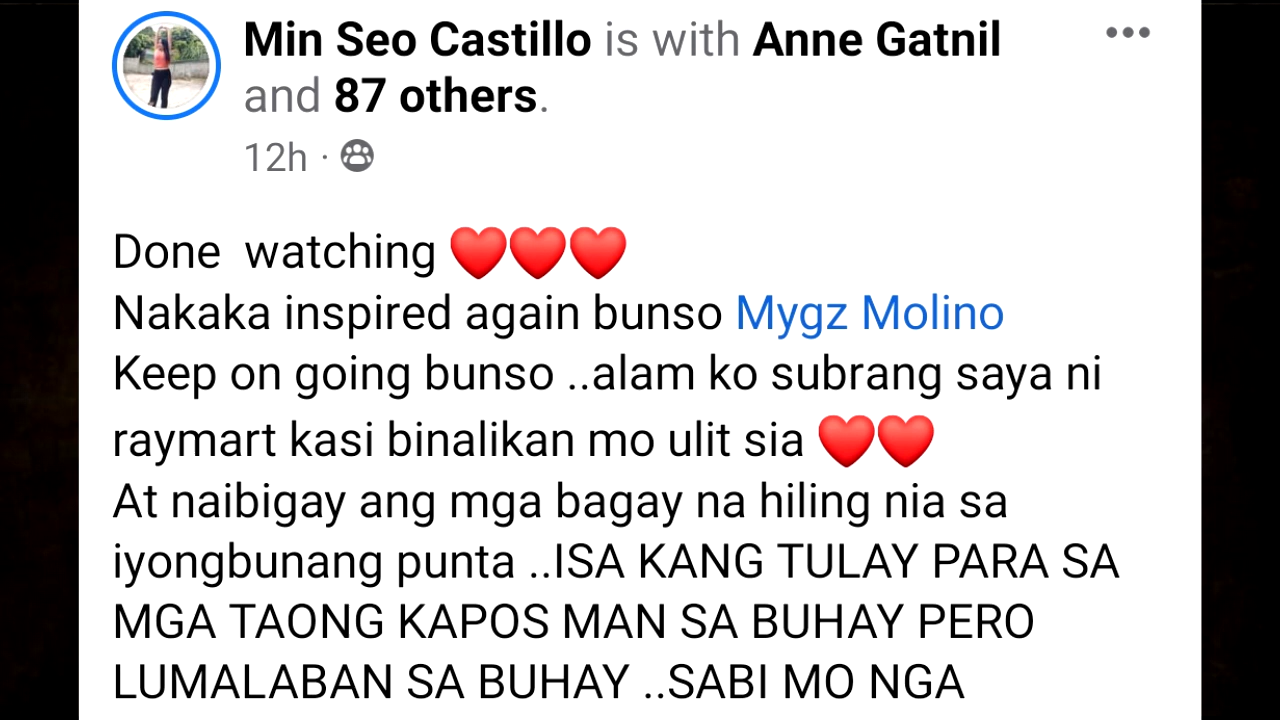 Min Seo Castillo is with Anne Gatnil
and 87 others.
12h ·
Done watching ❤️❤️❤️
Nakaka inspired again bunso Mygz Molino
Keep on going bunso ..alam ko subrang saya ni
raymart kasi binalikan mo ulit sia ❤️❤️
At naibigay ang mga bagay na hiling nia sa
iyongbunang punta ..ISA KANG TULAY PARA SA
MGA TAONG KAPOS MAN SA BUHAY PERO
LUMALABAN SA BUHAY ..SABI MO NGA